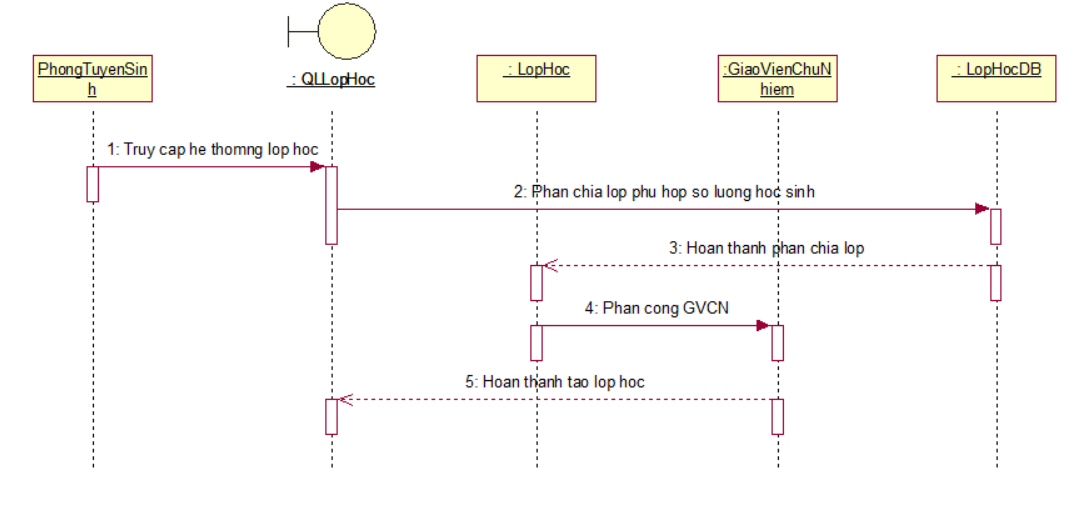 PhongTuyenSin
h
: QLLopHoc
: LopHoc
:GiaoVienChuN
hiem
: LopHocDB
1: Truy cap he thomng lop hoc
2: Phan chia lop phu hop so luong hoc sinh
3: Hoan thanh phan chia lop
4: Phan cong GVCN
5: Hoan thanh tao lop hoc